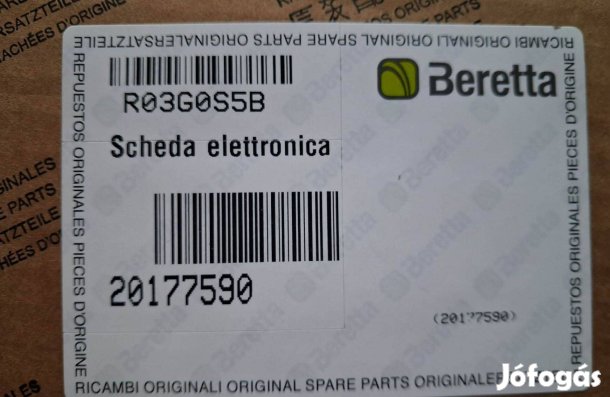 RICAMBI ORIGINALI ORIGINAL SPARE PARTS ORIGINALERSATZTEILE
REPUESTOS ORIGINALES PIECES D'ORIGINE
R03G0S5B
Beretta
Scheda elettronica
20177590
(20177590)
REPUESTOS ORIGINALES PIECES D'ORIGINE
RICAMBI ORIGINALI ORIGINAL SPARE PARTS ORIGINALER
Jófogás